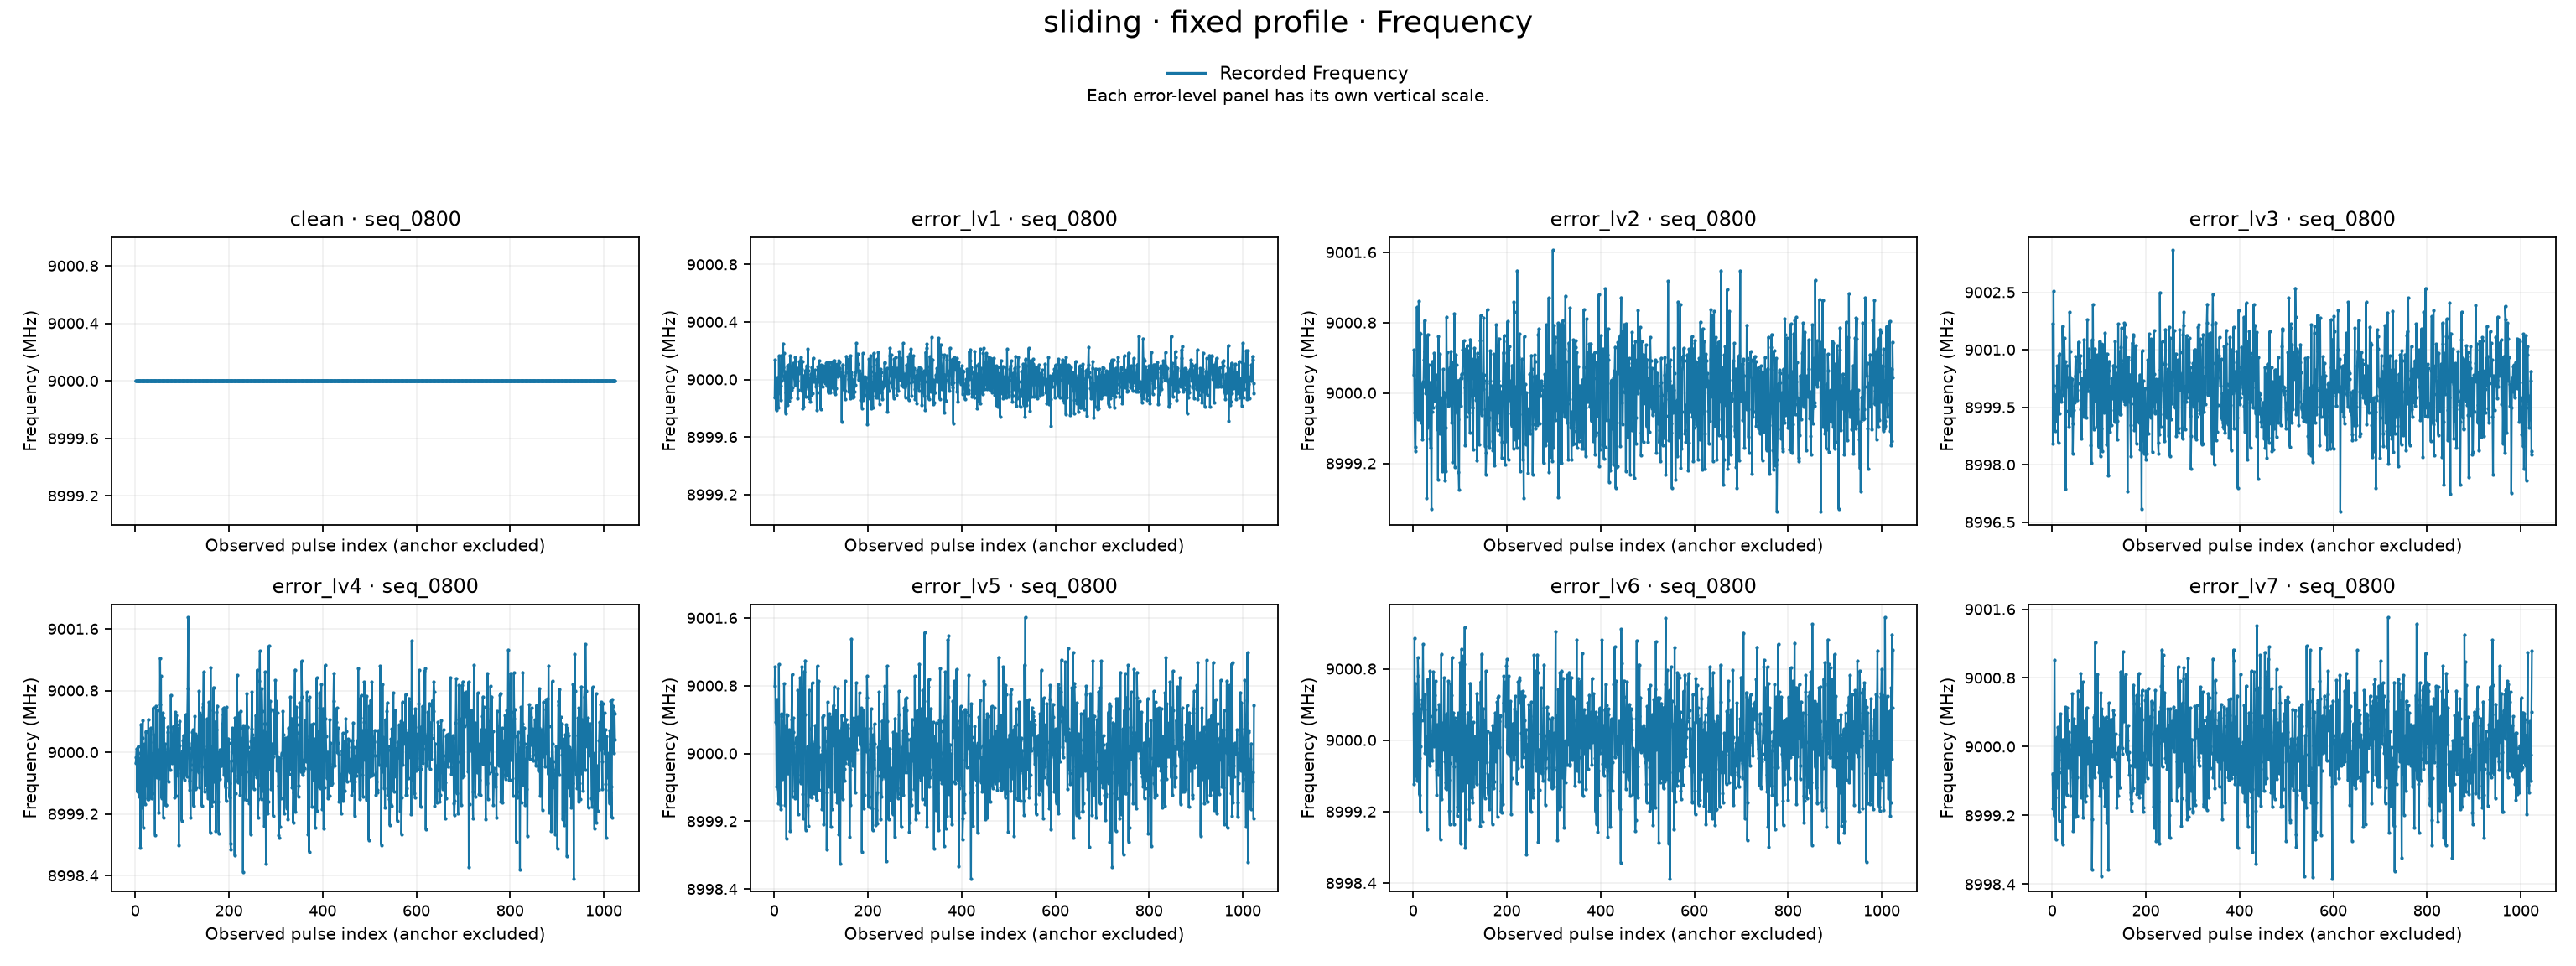 sliding · fixed profile · Frequency
Recorded Frequency
Each error-level panel has its own vertical scale.
clean · seq_0800
error_lv1 · seq_0800
error_lv2 · seq_0800
error_lv3 · seq_0800
Frequency (MHz)
9000.8
9000.4
9000.0
8999.6
8999.2
Observed pulse index (anchor excluded)
Frequency (MHz)
9000.8
9000.4
9000.0
8999.6
8999.2
Observed pulse index (anchor excluded)
Frequency (MHz)
9001.6
9000.8
9000.0
8999.2
Observed pulse index (anchor excluded)
Frequency (MHz)
9002.5
9001.0
8999.5
8998.0
8996.5
Observed pulse index (anchor excluded)
error_lv4 · seq_0800
error_lv5 · seq_0800
error_lv6 · seq_0800
error_lv7 · seq_0800
Frequency (MHz)
9001.6
9000.8
9000.0
8999.2
8998.4
0 200 400 600 800 1000
Observed pulse index (anchor excluded)
Frequency (MHz)
9001.6
9000.8
9000.0
8999.2
8998.4
0 200 400 600 800 1000
Observed pulse index (anchor excluded)
Frequency (MHz)
9000.8
9000.0
8999.2
8998.4
0 200 400 600 800 1000
Observed pulse index (anchor excluded)
Frequency (MHz)
9001.6
9000.8
9000.0
8999.2
8998.4
0 200 400 600 800 1000
Observed pulse index (anchor excluded)